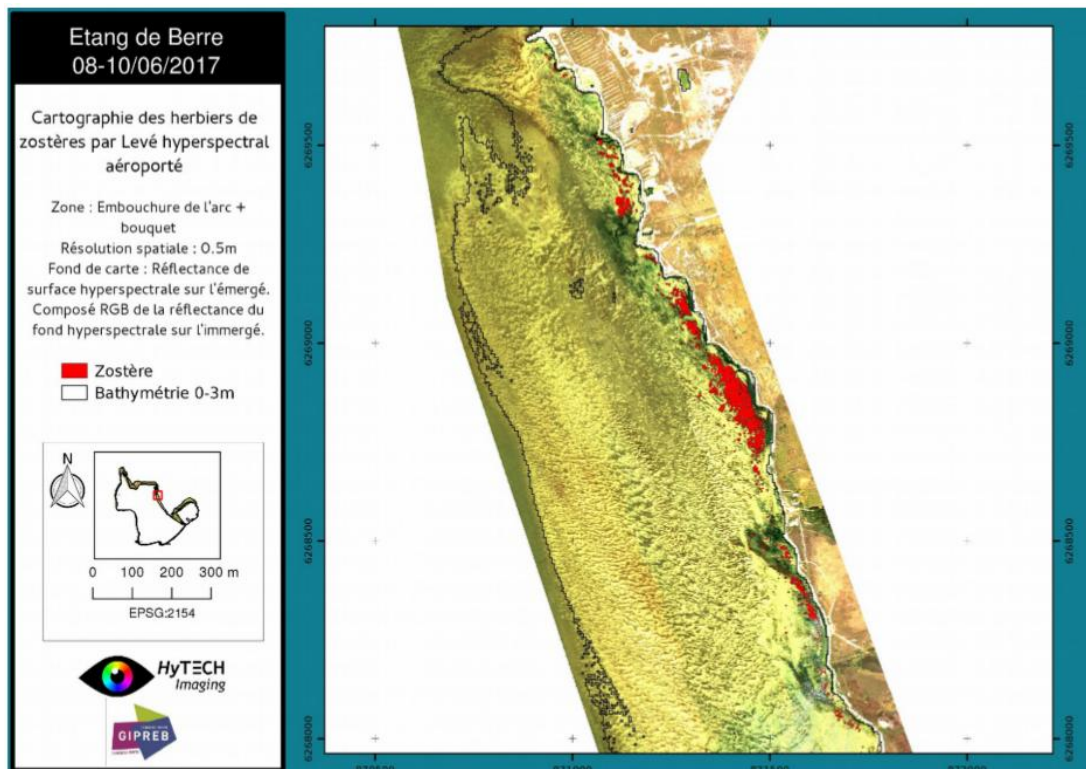 Etang de Berre
08-10/06/2017
Cartographie des herbiers de
zostères par Levé hyperspectral
aéroporté
Zone : Embouchure de l'arc +
bouquet
Résolution spatiale : 0.5m
Fond de carte : Réflectance de
surface hyperspectrale sur l'émergé.
Composé RGB de la réflectance du
fond hyperspectrale sur l'immergé.
Zostère
Bathymétrie 0-3m
N
0 100 200 300 m
EPSG:2154
HyTECH
Imaging
GIPREB
6269500
6269000
6268500
6268000
6269500
6269000
6268500
6268000